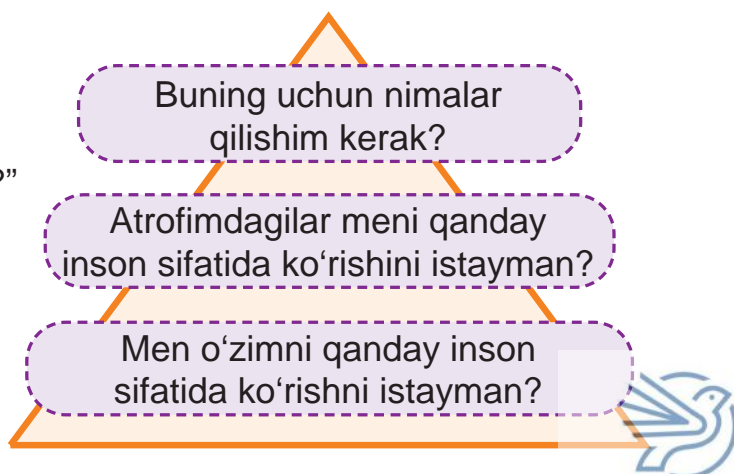 Buning uchun nimalar
qilishim kerak?
?”
Atrofimdagilar meni qanday
inson sifatida ko‘rishini istayman?
Men o‘zimni qanday inson
sifatida ko‘rishni istayman?